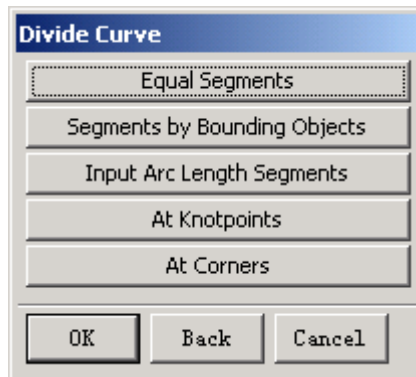 Divide Curve
Equal Segments
Segments by Bounding Objects
Input Arc Length Segments
At Knotpoints
At Corners
OK Back Cancel